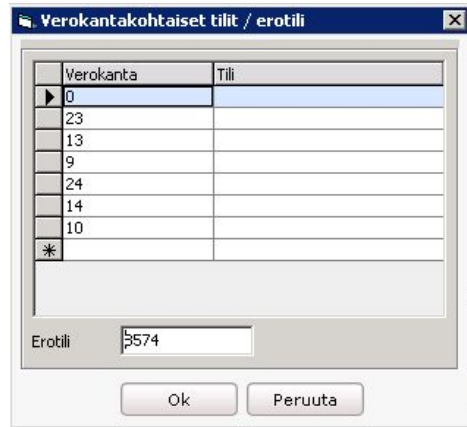 Verokantakohtaiset tilit / erotili
Verokanta Tili
0
23
13
9
24
14
10
Erotili 3574
Ok Peruuta